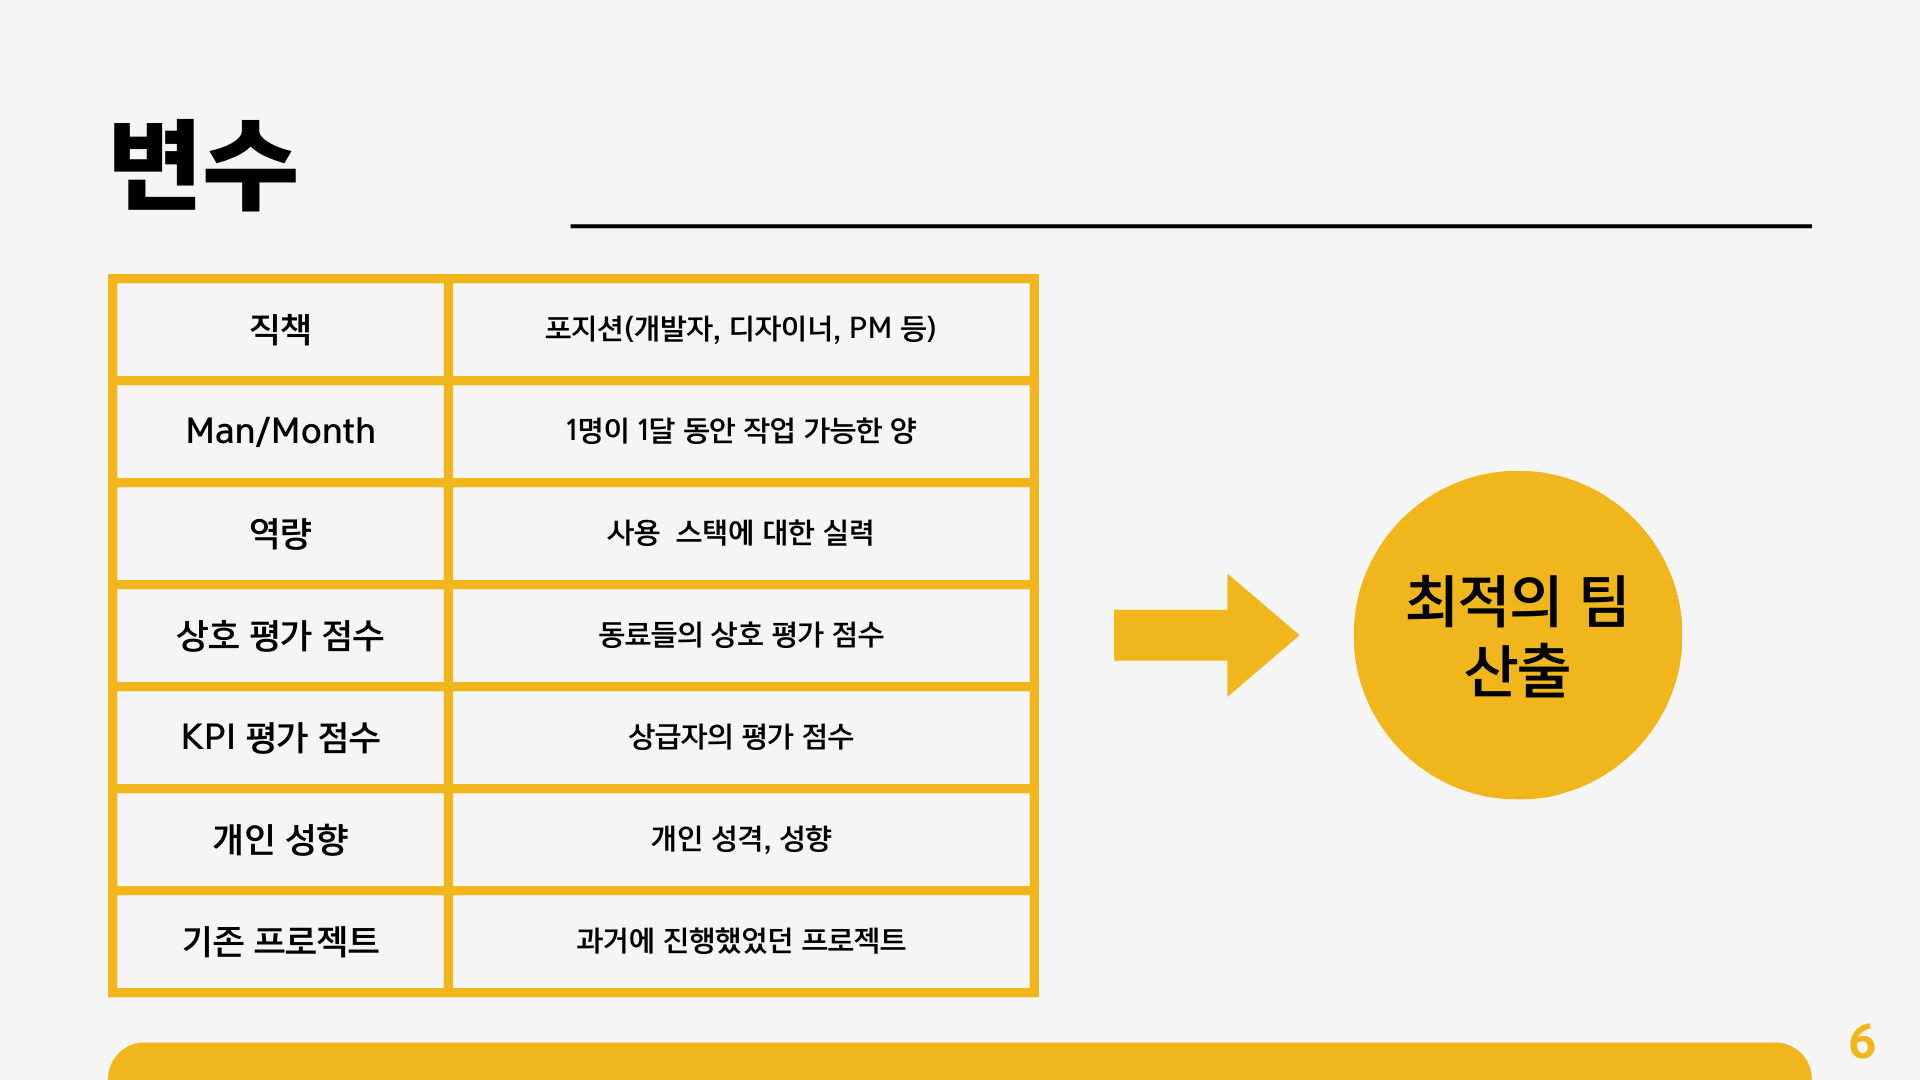 변수
직책 포지션(개발자, 디자이너, PM 등)
Man/Month 1명이 1달 동안 작업 가능한 양
역량 사용 스택에 대한 실력
상호 평가 점수 동료들의 상호 평가 점수
KPI 평가 점수 상급자의 평가 점수
개인 성향 개인 성격, 성향
기존 프로젝트 과거에 진행했었던 프로젝트
최적의 팀
산출
6